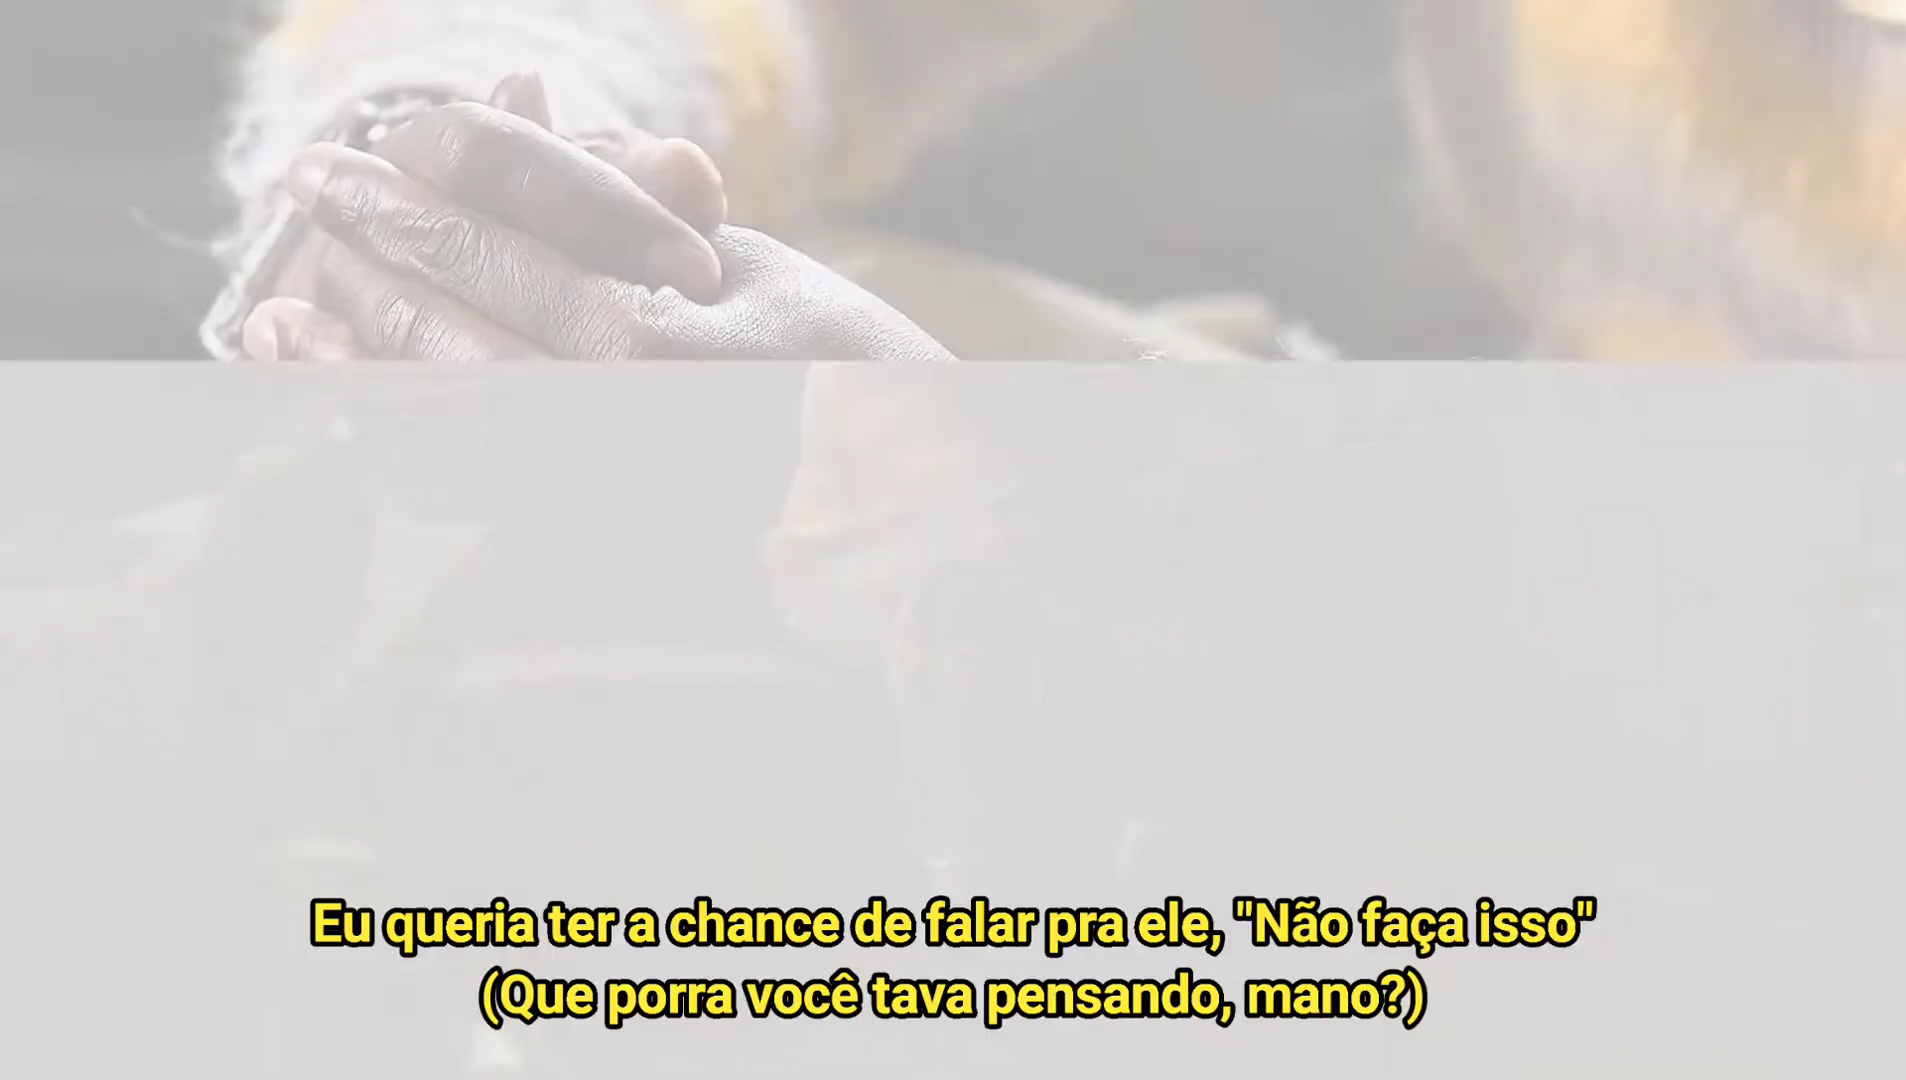 Eu queria ter a chance de falar pra ele, "Não faça isso"
(Que porra você tava pensando, mano?)